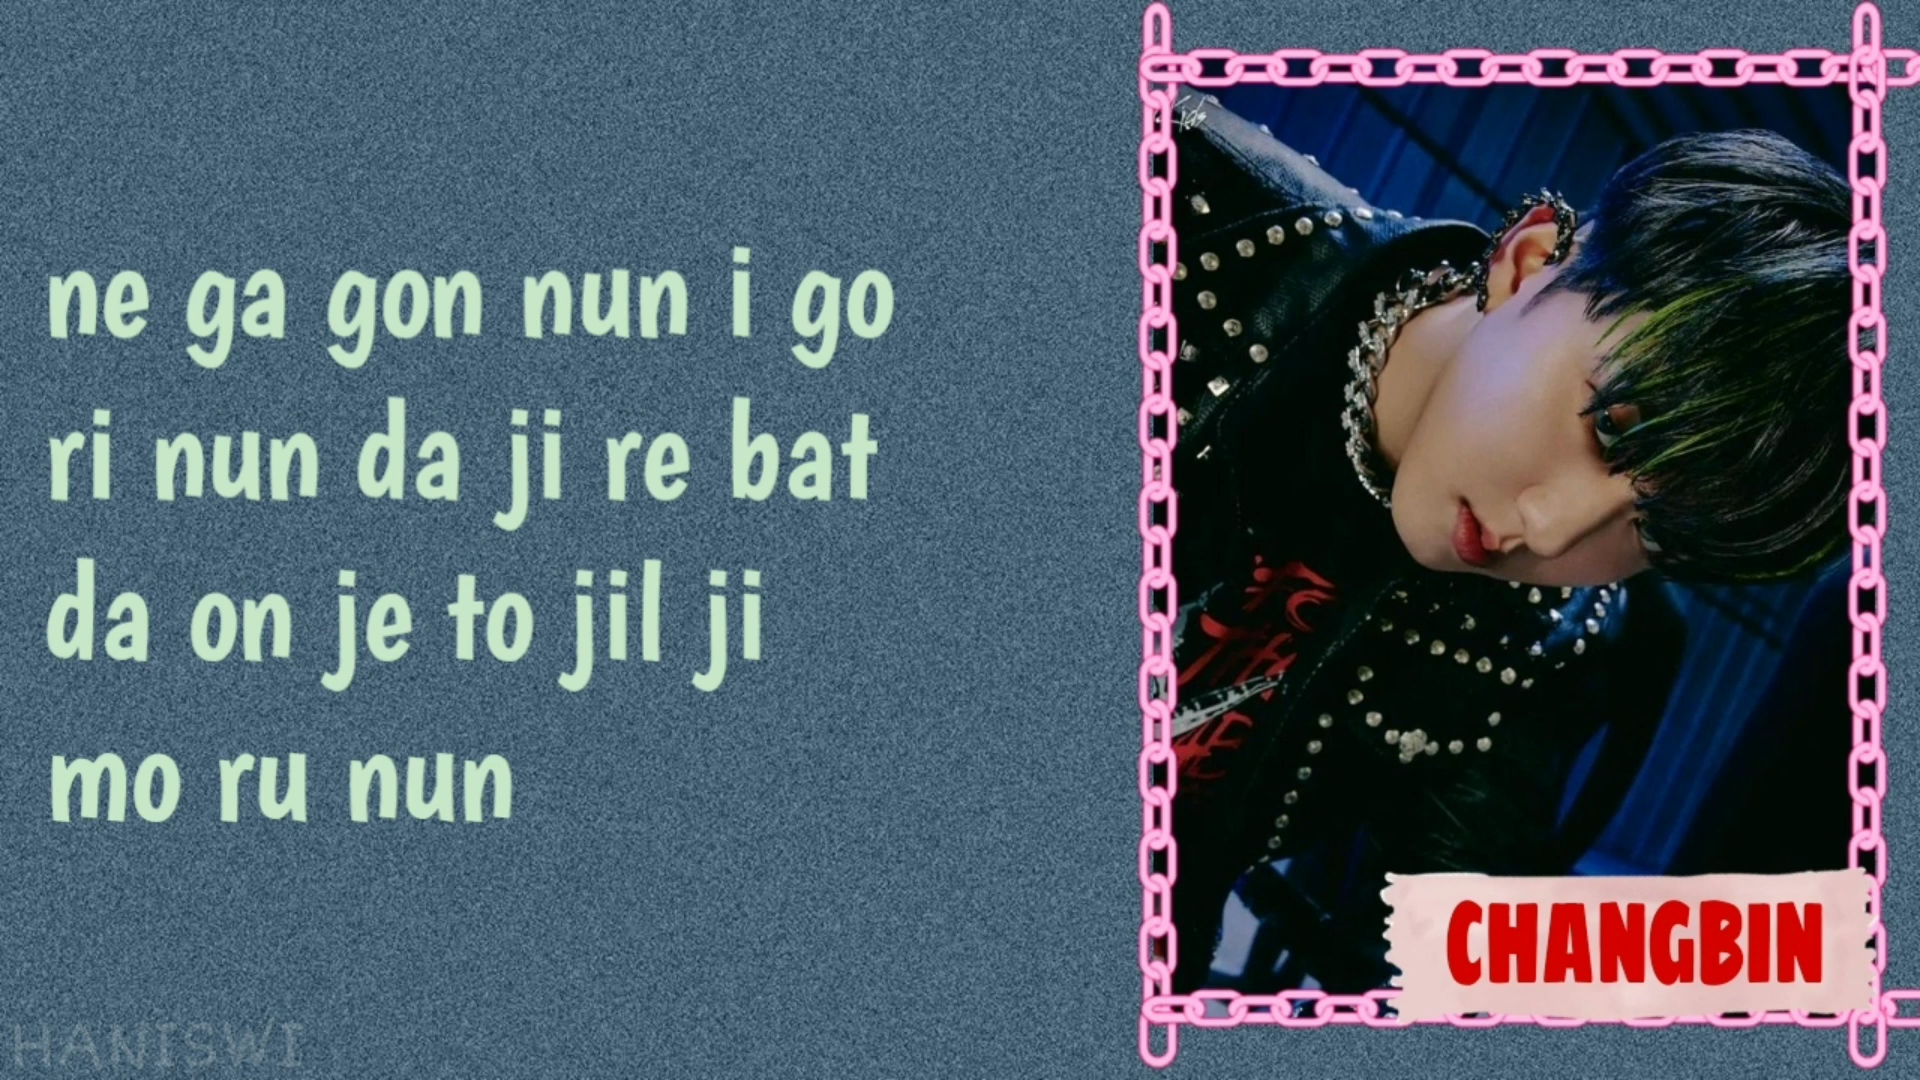 ne ga gon nun i go
ri nun da ji re bat
da on je to jil ji
mo ru nun
CHANGBIN
HANISWI